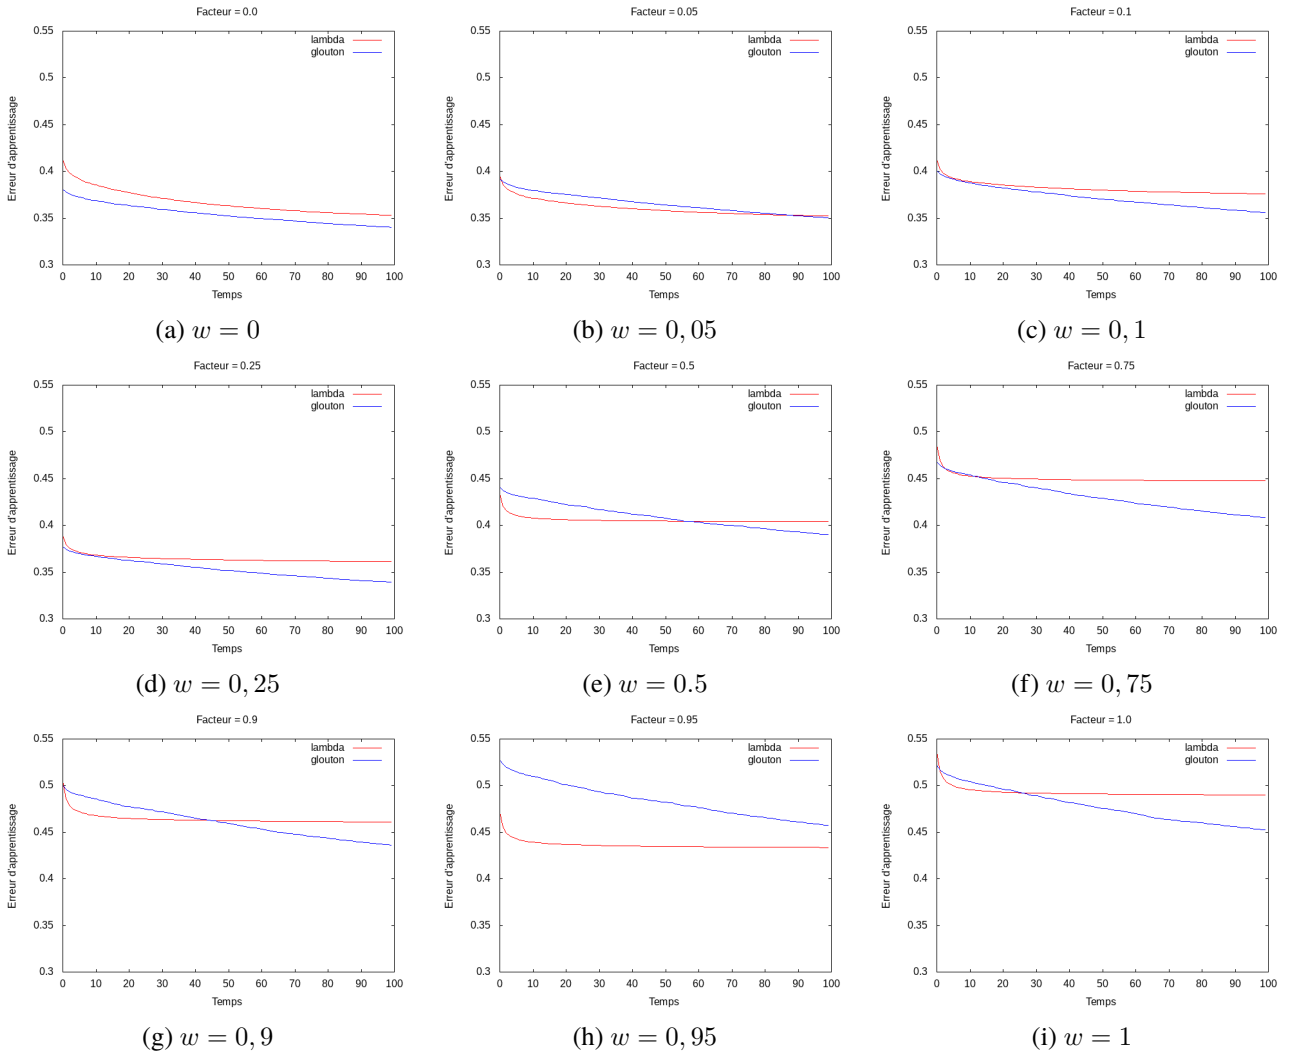 Facteur = 0.0
lambda
glouton
Erreur d'apprentissage
0.55
0.5
0.45
0.4
0.35
0.3
0 10 20 30 40 50 60 70 80 90 100
Temps
(a) w = 0
Facteur = 0.05
lambda
glouton
Erreur d'apprentissage
0.55
0.5
0.45
0.4
0.35
0.3
0 10 20 30 40 50 60 70 80 90 100
Temps
(b) w = 0,05
Facteur = 0.1
lambda
glouton
Erreur d'apprentissage
0.55
0.5
0.45
0.4
0.35
0.3
0 10 20 30 40 50 60 70 80 90 100
Temps
(c) w = 0,1
Facteur = 0.25
lambda
glouton
Erreur d'apprentissage
0.55
0.5
0.45
0.4
0.35
0.3
0 10 20 30 40 50 60 70 80 90 100
Temps
(d) w = 0,25
Facteur = 0.5
lambda
glouton
Erreur d'apprentissage
0.55
0.5
0.45
0.4
0.35
0.3
0 10 20 30 40 50 60 70 80 90 100
Temps
(e) w = 0.5
Facteur = 0.75
lambda
glouton
Erreur d'apprentissage
0.55
0.5
0.45
0.4
0.35
0.3
0 10 20 30 40 50 60 70 80 90 100
Temps
(f) w = 0,75
Facteur = 0.9
lambda
glouton
Erreur d'apprentissage
0.55
0.5
0.45
0.4
0.35
0.3
0 10 20 30 40 50 60 70 80 90 100
Temps
(g) w = 0,9
Facteur = 0.95
lambda
glouton
Erreur d'apprentissage
0.55
0.5
0.45
0.4
0.35
0.3
0 10 20 30 40 50 60 70 80 90 100
Temps
(h) w = 0,95
Facteur = 1.0
lambda
glouton
Erreur d'apprentissage
0.55
0.5
0.45
0.4
0.35
0.3
0 10 20 30 40 50 60 70 80 90 100
Temps
(i) w = 1